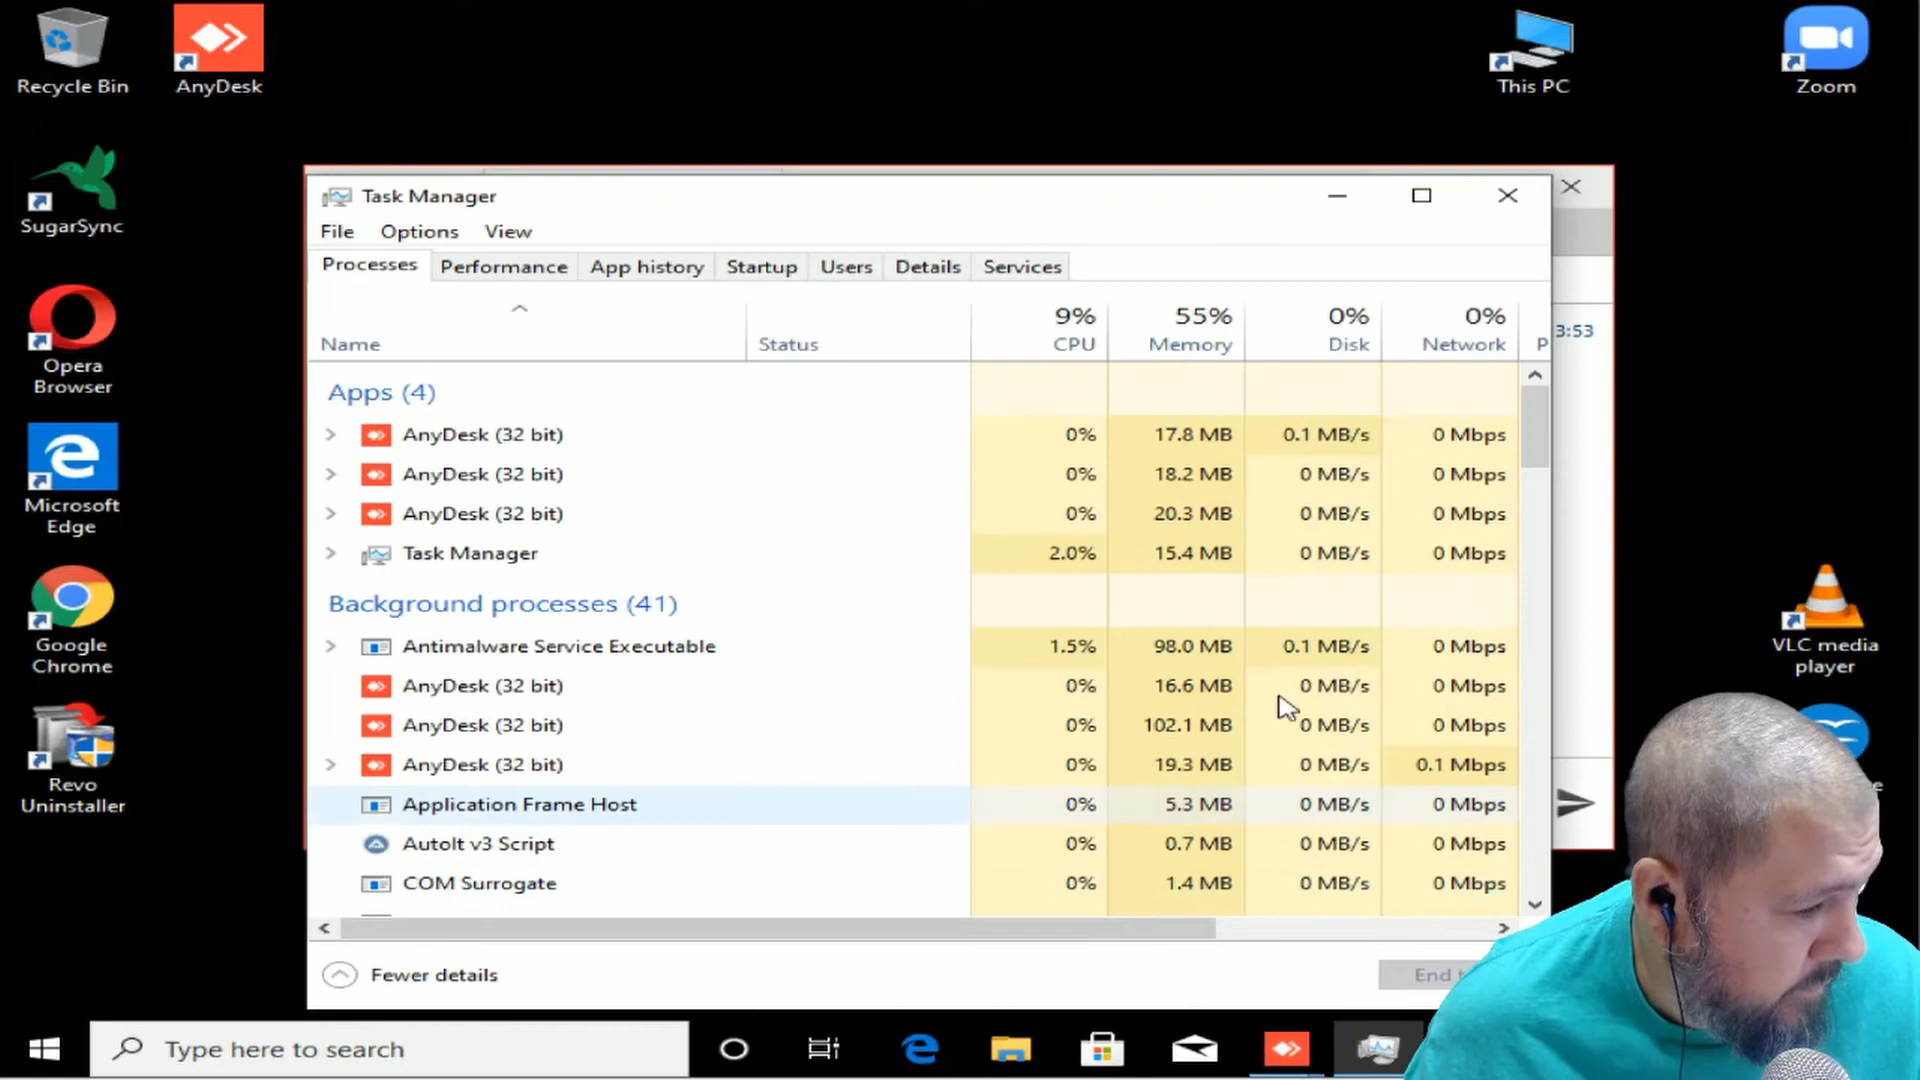 Recycle Bin
AnyDesk
This PC
Zoom
SugarSync
Opera
Browser
Microsoft
Edge
Google
Chrome
Revo
Uninstaller
VLC media
player
Task Manager
File Options View
Processes Performance App history Startup Users Details Services
9% 55% 0% 0%
Name Status CPU Memory Disk Network P
3:53
Apps (4)
AnyDesk (32 bit) 0% 17.8 MB 0.1 MB/s 0 Mbps
AnyDesk (32 bit) 0% 18.2 MB 0 MB/s 0 Mbps
AnyDesk (32 bit) 0% 20.3 MB 0 MB/s 0 Mbps
Task Manager 2.0% 15.4 MB 0 MB/s 0 Mbps
Background processes (41)
Antimalware Service Executable 1.5% 98.0 MB 0.1 MB/s 0 Mbps
AnyDesk (32 bit) 0% 16.6 MB 0 MB/s 0 Mbps
AnyDesk (32 bit) 0% 102.1 MB 0 MB/s 0 Mbps
AnyDesk (32 bit) 0% 19.3 MB 0 MB/s 0.1 Mbps
Application Frame Host 0% 5.3 MB 0 MB/s 0 Mbps
AutoIt v3 Script 0% 0.7 MB 0 MB/s 0 Mbps
COM Surrogate 0% 1.4 MB 0 MB/s 0 Mbps
Fewer details
End
Type here to search